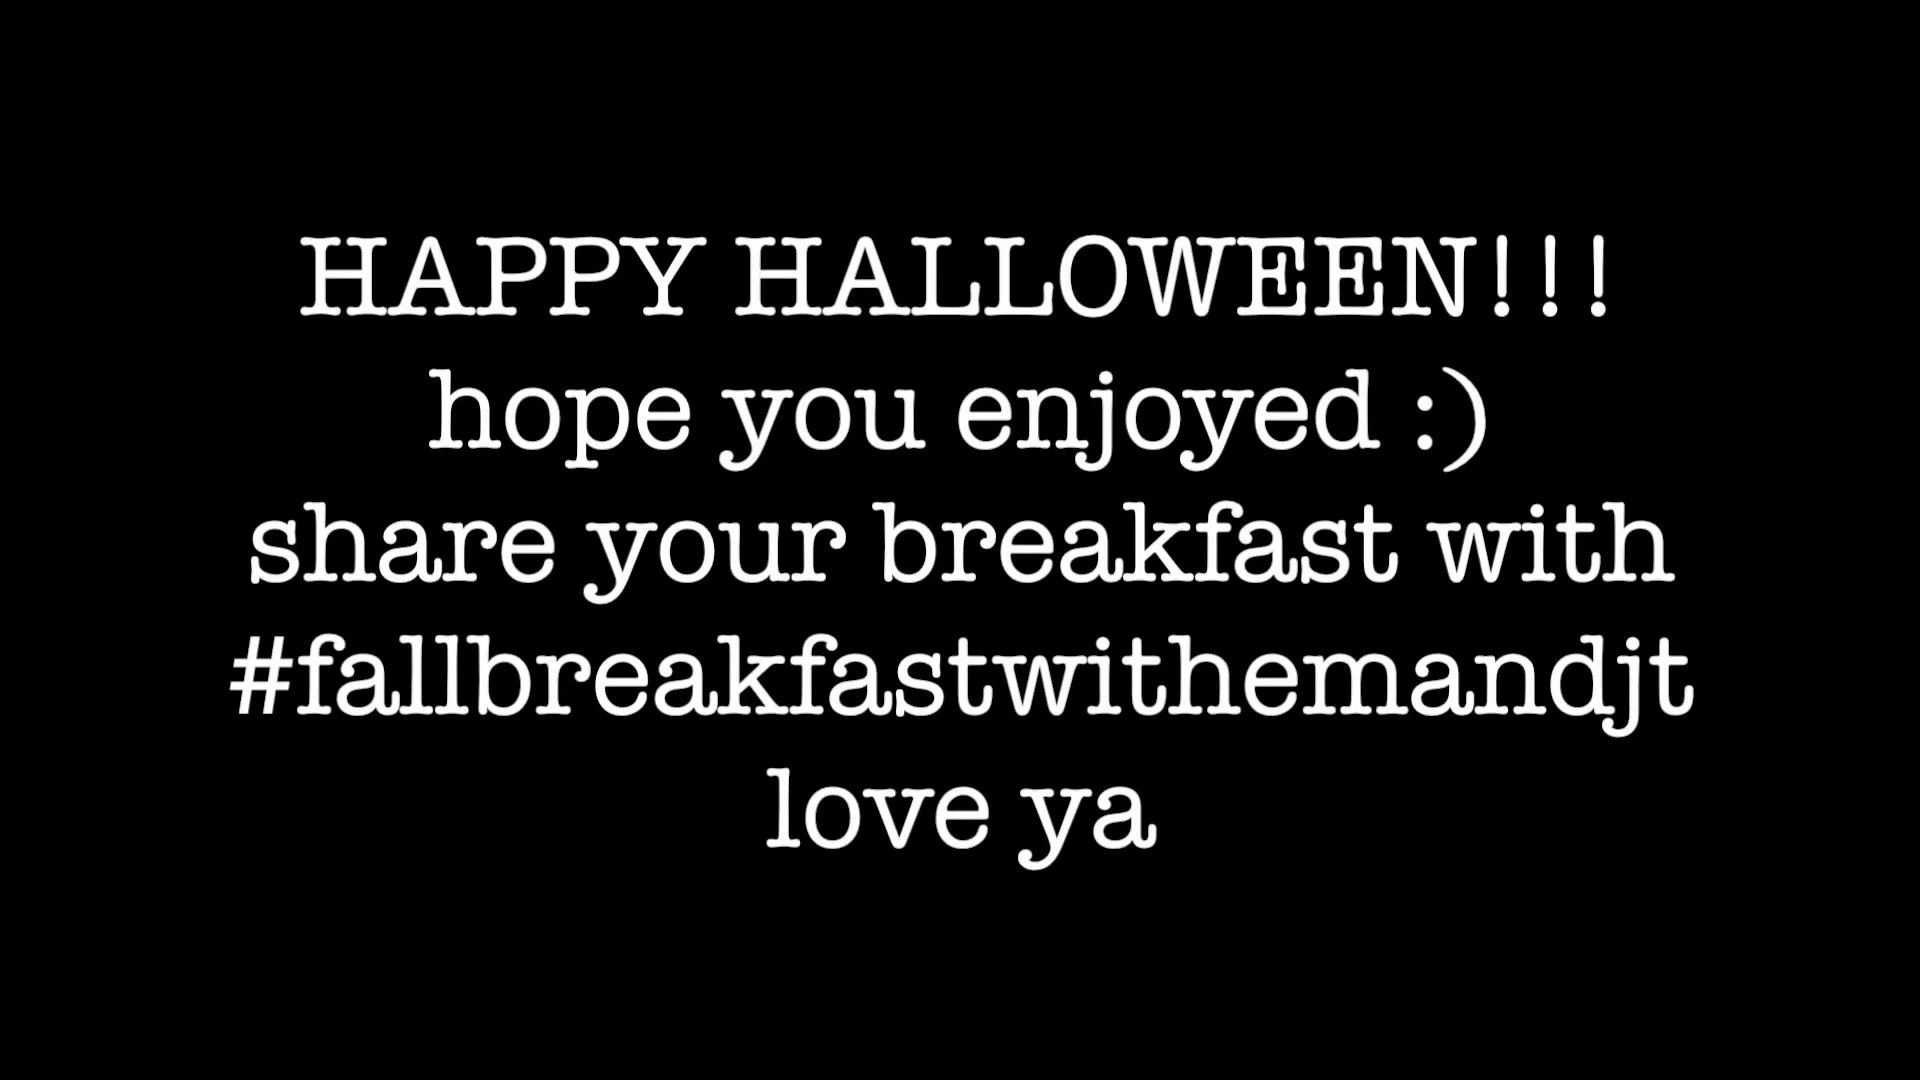 HAPPY HALLOWEEN!!!
hope you enjoyed :)
share your breakfast with
#fallbreakfastwithemandjt
love ya